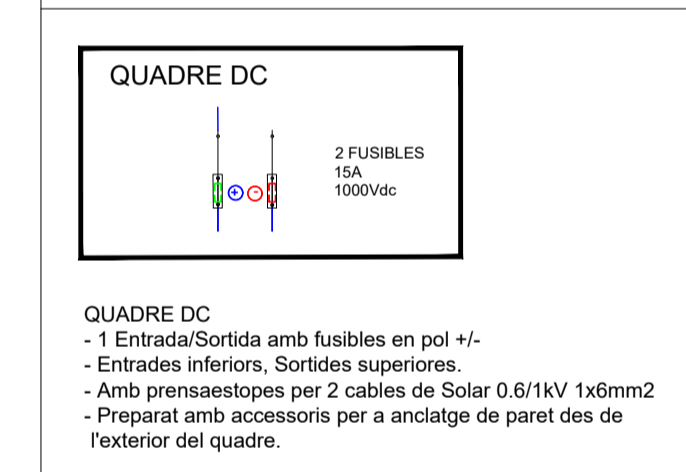 QUADRE DC
2 FUSIBLES
15A
1000Vdc
+ -
QUADRE DC
- 1 Entrada/Sortida amb fusibles en pol +/-
- Entrades inferiors, Sortides superiores.
- Amb prensaestopes per 2 cables de Solar 0.6/1kV 1x6mm2
- Preparat amb accessoris per a anclatge de paret des de
l'exterior del quadre.